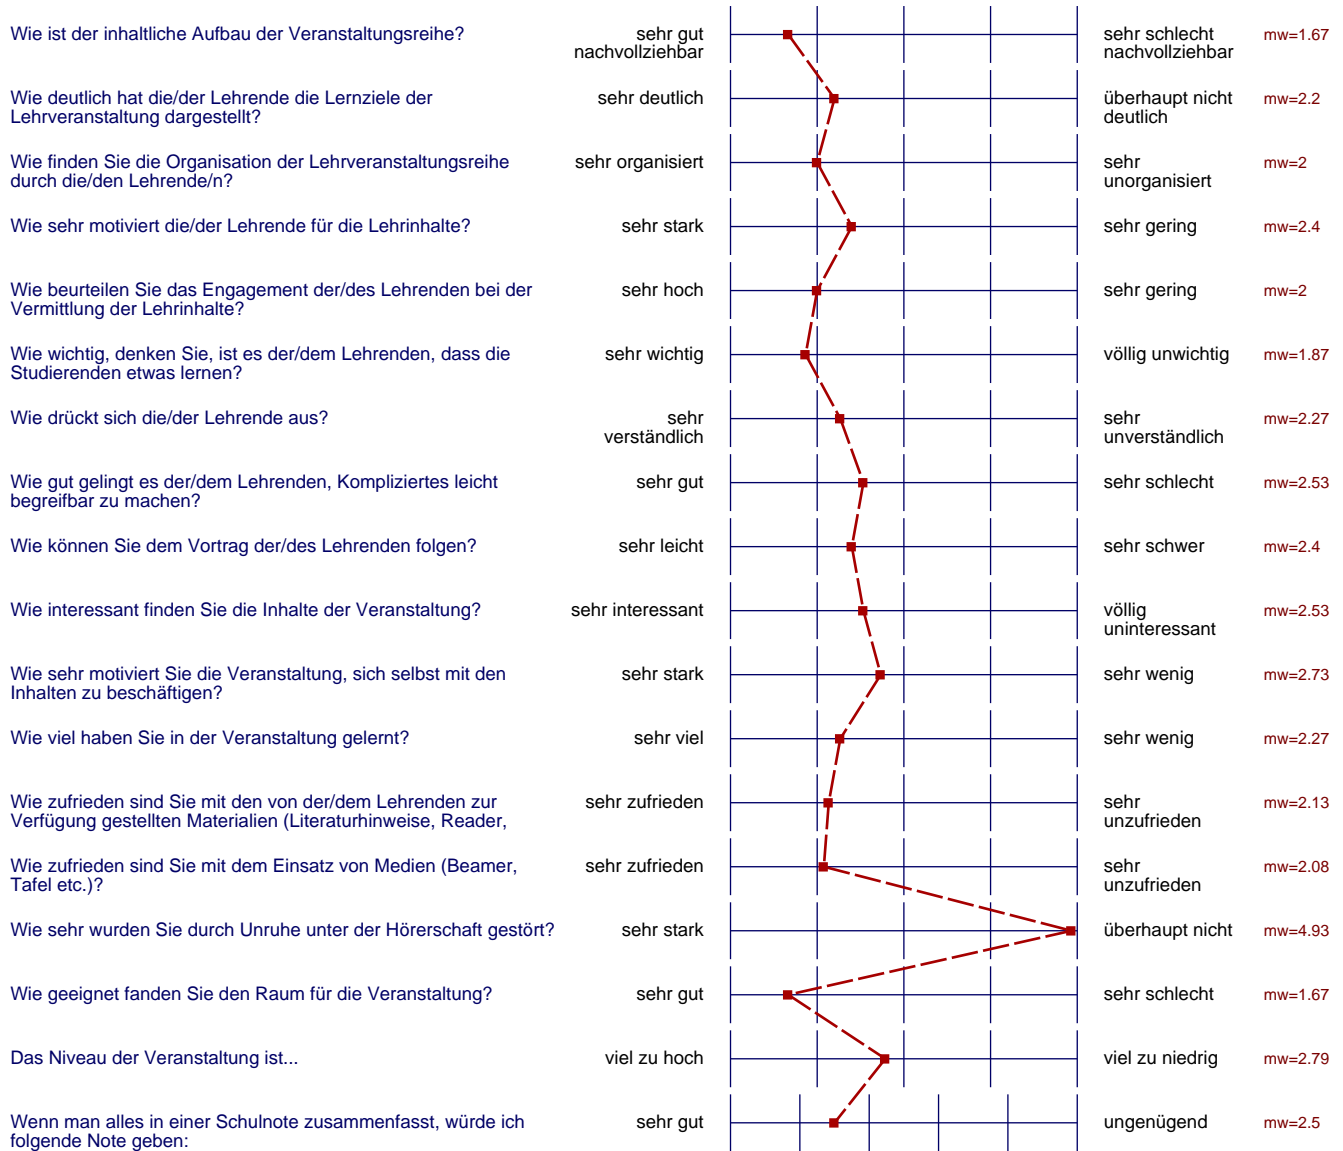 Wie ist der inhaltliche Aufbau der Veranstaltungsreihe?
sehr gut
nachvollziehbar
sehr schlecht
nachvollziehbar
mw=1.67
Wie deutlich hat die/der Lehrende die Lernziele der
Lehrveranstaltung dargestellt?
sehr deutlich
überhaupt nicht
deutlich
mw=2.2
Wie finden Sie die Organisation der Lehrveranstaltungsreihe
durch die/den Lehrende/n?
sehr organisiert
sehr
unorganisiert
mw=2
Wie sehr motiviert die/der Lehrende für die Lehrinhalte?
sehr stark
sehr gering
mw=2.4
Wie beurteilen Sie das Engagement der/des Lehrenden bei der
Vermittlung der Lehrinhalte?
sehr hoch
sehr gering
mw=2
Wie wichtig, denken Sie, ist es der/dem Lehrenden, dass die
Studierenden etwas lernen?
sehr wichtig
völlig unwichtig
mw=1.87
Wie drückt sich die/der Lehrende aus?
sehr
verständlich
sehr
unverständlich
mw=2.27
Wie gut gelingt es der/dem Lehrenden, Kompliziertes leicht
begreifbar zu machen?
sehr gut
sehr schlecht
mw=2.53
Wie können Sie dem Vortrag der/des Lehrenden folgen?
sehr leicht
sehr schwer
mw=2.4
Wie interessant finden Sie die Inhalte der Veranstaltung?
sehr interessant
völlig
uninteressant
mw=2.53
Wie sehr motiviert Sie die Veranstaltung, sich selbst mit den
Inhalten zu beschäftigen?
sehr stark
sehr wenig
mw=2.73
Wie viel haben Sie in der Veranstaltung gelernt?
sehr viel
sehr wenig
mw=2.27
Wie zufrieden sind Sie mit den von der/dem Lehrenden zur
Verfügung gestellten Materialien (Literaturhinweise, Reader,
sehr zufrieden
sehr
unzufrieden
mw=2.13
Wie zufrieden sind Sie mit dem Einsatz von Medien (Beamer,
Tafel etc.)?
sehr zufrieden
sehr
unzufrieden
mw=2.08
Wie sehr wurden Sie durch Unruhe unter der Hörerschaft gestört?
sehr stark
überhaupt nicht
mw=4.93
Wie geeignet fanden Sie den Raum für die Veranstaltung?
sehr gut
sehr schlecht
mw=1.67
Das Niveau der Veranstaltung ist...
viel zu hoch
viel zu niedrig
mw=2.79
Wenn man alles in einer Schulnote zusammenfasst, würde ich
folgende Note geben:
sehr gut
ungenügend
mw=2.5